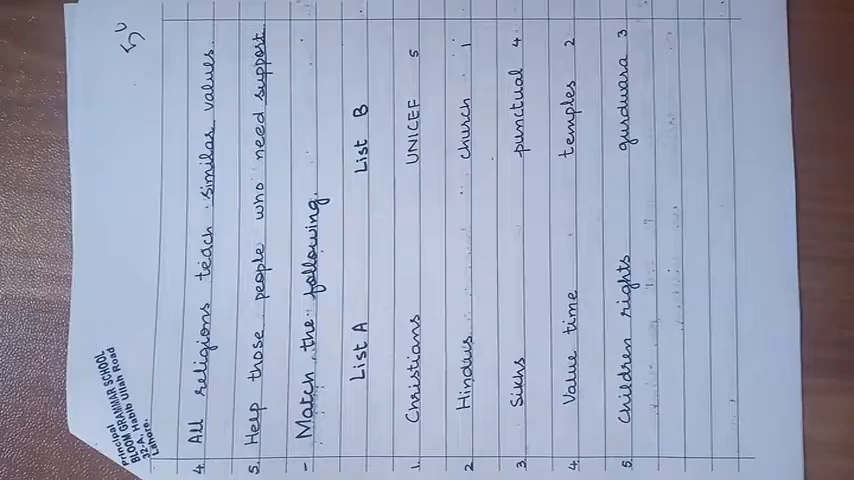 Principal
BLOOM GRAMMAR SCHOOL
32-A, Habib Ullah Road
Lahore.
4. All religions teach similar values.
5. Help those people who need support.
- Match the following.
List A List B
1. Christians UNICEF 5
2 Hindus church 1
3. Sikhs punctual 4
4. Value time temples 2
5. Children rights gurdwara 3